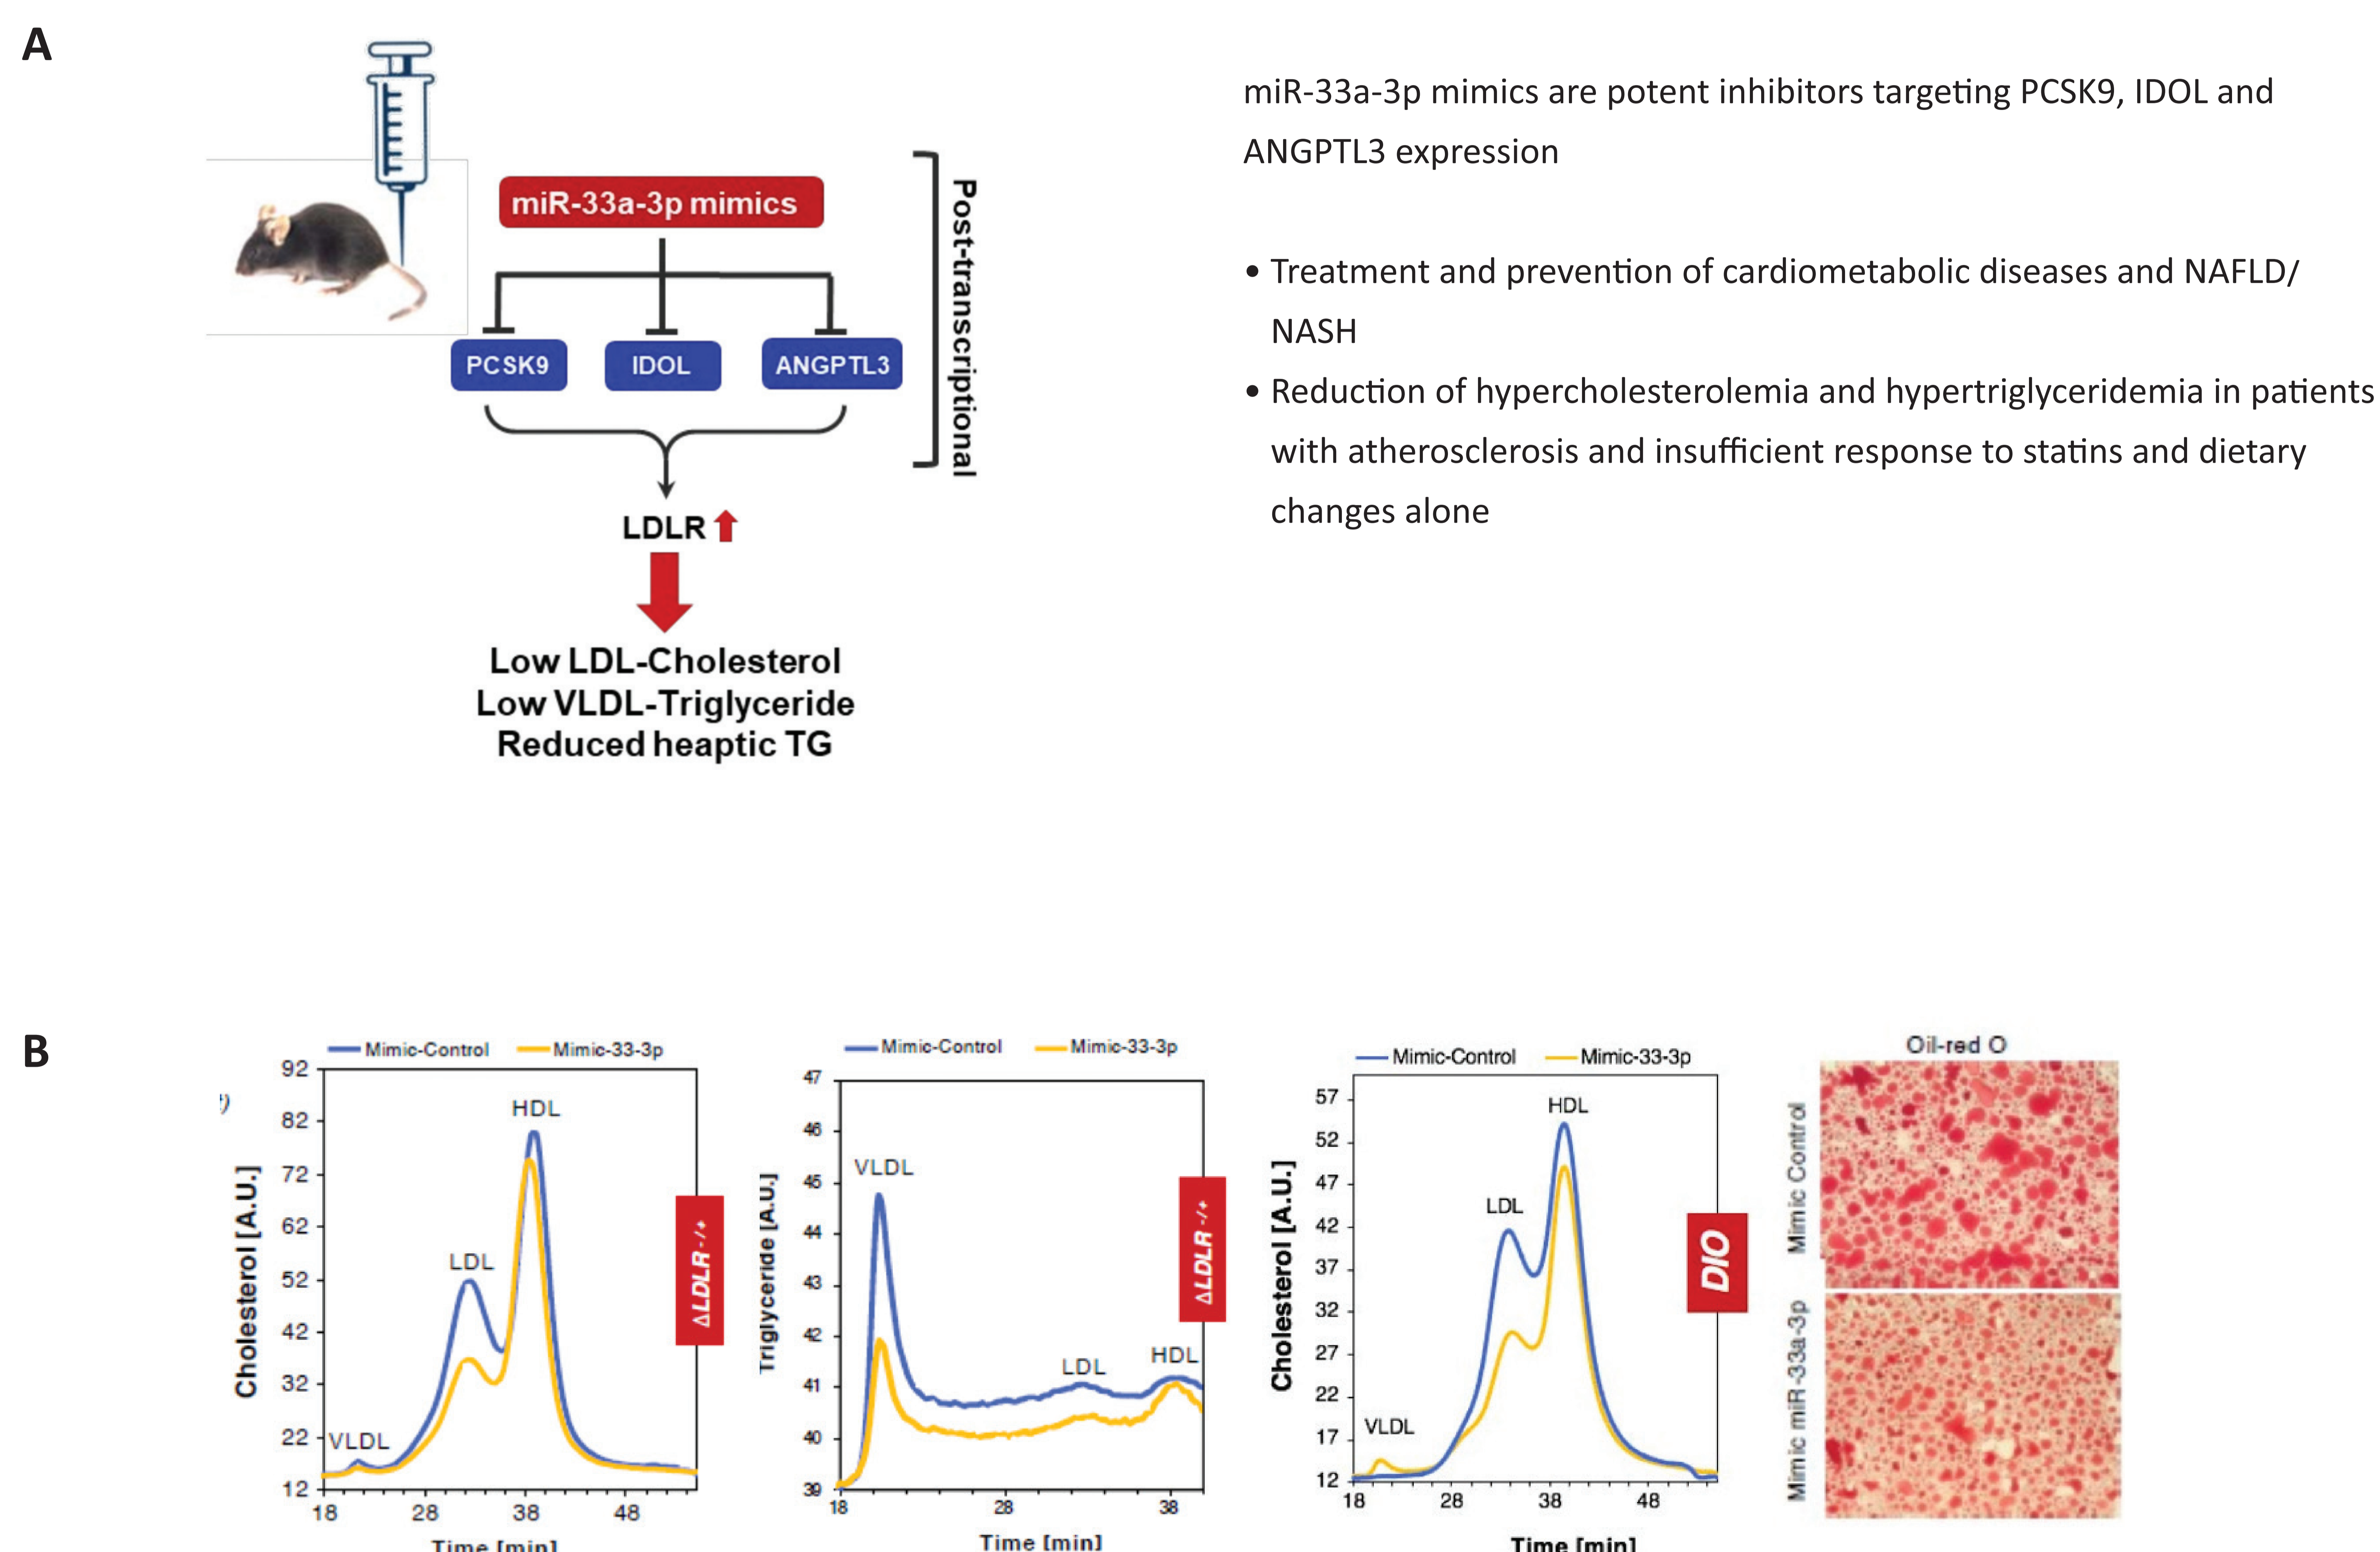 A
miR-33a-3p mimics
PCSK9
IDOL
ANGPTL3
Post-transcriptional
LDLR
Low LDL-Cholesterol
Low VLDL-Triglyceride
Reduced heaptic TG
miR-33a-3p mimics are potent inhibitors targeting PCSK9, IDOL and
ANGPTL3 expression
• Treatment and prevention of cardiometabolic diseases and NAFLD/
NASH
• Reduction of hypercholesterolemia and hypertriglyceridemia in patients
with atherosclerosis and insufficient response to statins and dietary
changes alone
B
Mimic-Control Mimic-33-3p
92
82
72
62
52
42
32
22
12
Cholesterol [A.U.]
VLDL
LDL
HDL
18 28 38 48
Time [min]
ΔLDLR -/+
Mimic-Control Mimic-33-3p
47
46
45
44
43
42
41
40
39
Triglyceride [A.U.]
VLDL
LDL
HDL
18 28 38
Time [min]
ΔLDLR -/+
Mimic-Control Mimic-33-3p
57
52
47
42
37
32
27
22
17
12
Cholesterol [A.U.]
VLDL
LDL
HDL
18 28 38 48
Time [min]
DIO
Oil-red O
Mimic Control
Mimic miR-33a-3p